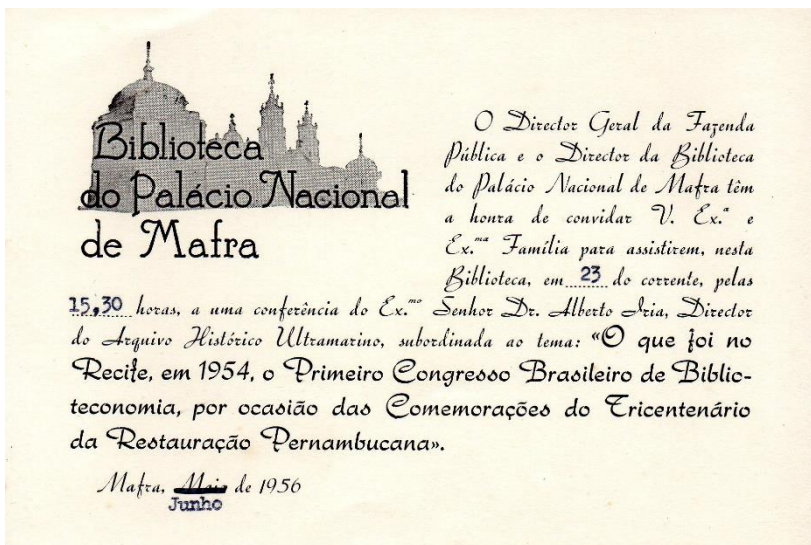 Biblioteca
do Palácio Nacional
de Mafra
O Director Geral da Fazenda
Pública e o Director da Biblioteca
do Palácio Nacional de Mafra têm
a honra de convidar V. Ex.ª e
Ex.ᵐᵃ Família para assistirem, nesta
Biblioteca, em 23 do corrente, pelas
15,30 horas, a uma conferência do Ex.ᵐᵒ Senhor Dr. Alberto Iria, Director
do Arquivo Histórico Ultramarino, subordinada ao tema: «O que foi no
Recife, em 1954, o Primeiro Congresso Brasileiro de Biblio-
teconomia, por ocasião das Comemorações do Tricentenário
da Restauração Pernambucana».
Mafra, Maio de 1956
Junho